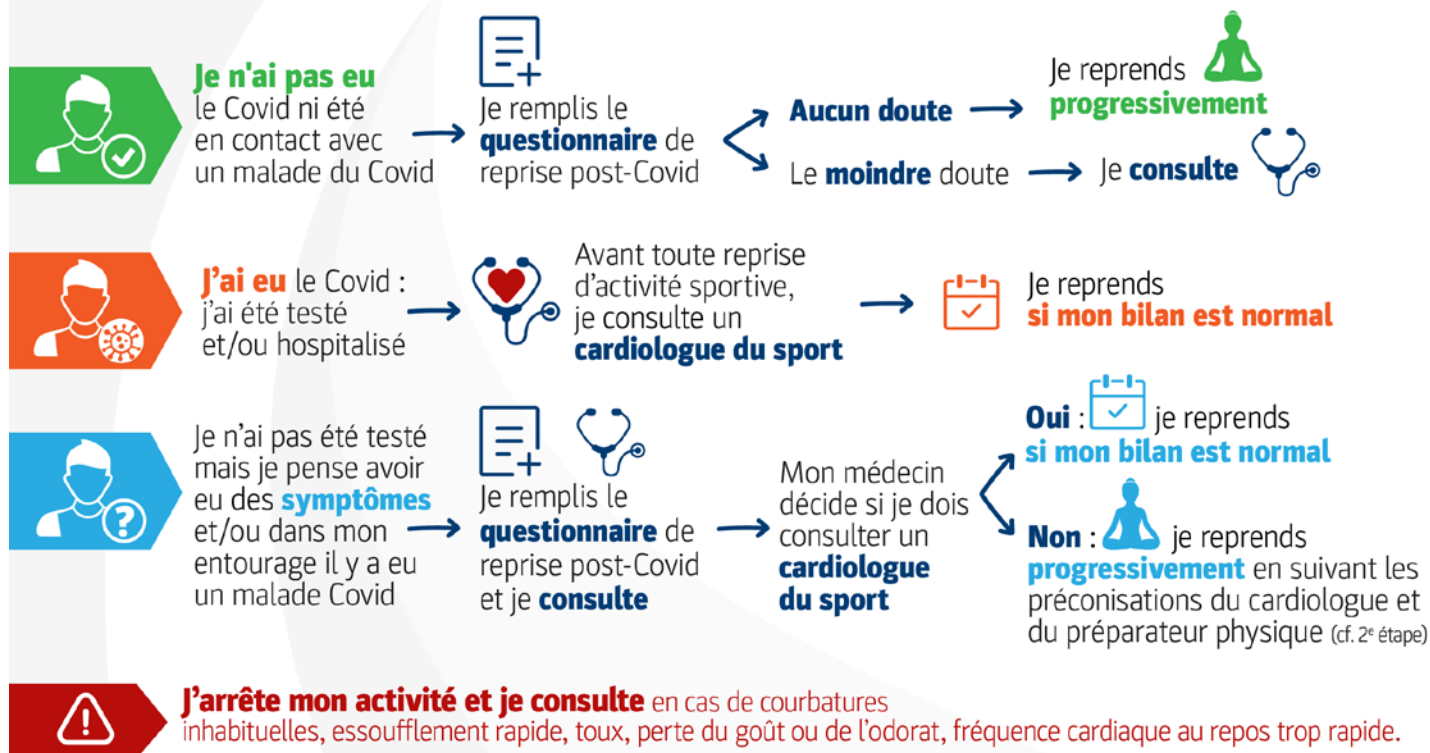 Je n'ai pas eu
le Covid ni été
en contact avec
un malade du Covid
Je remplis le
questionnaire de
reprise post-Covid
Aucun doute
Je reprends
progressivement
Le moindre doute
Je consulte
J'ai eu le Covid :
j'ai été testé
et/ou hospitalisé
Avant toute reprise
d'activité sportive,
je consulte un
cardiologue du sport
Je reprends
si mon bilan est normal
Je n'ai pas été testé
mais je pense avoir
eu des symptômes
et/ou dans mon
entourage il y a eu
un malade Covid
Je remplis le
questionnaire de
reprise post-Covid
et je consulte
Mon médecin
décide si je dois
consulter un
cardiologue
du sport
Oui : je reprends
si mon bilan est normal
Non : je reprends
progressivement en suivant les
préconisations du cardiologue et
du préparateur physique (cf. 2e étape)
J'arrête mon activité et je consulte en cas de courbatures
inhabituelles, essoufflement rapide, toux, perte du goût ou de l'odorat, fréquence cardiaque au repos trop rapide.